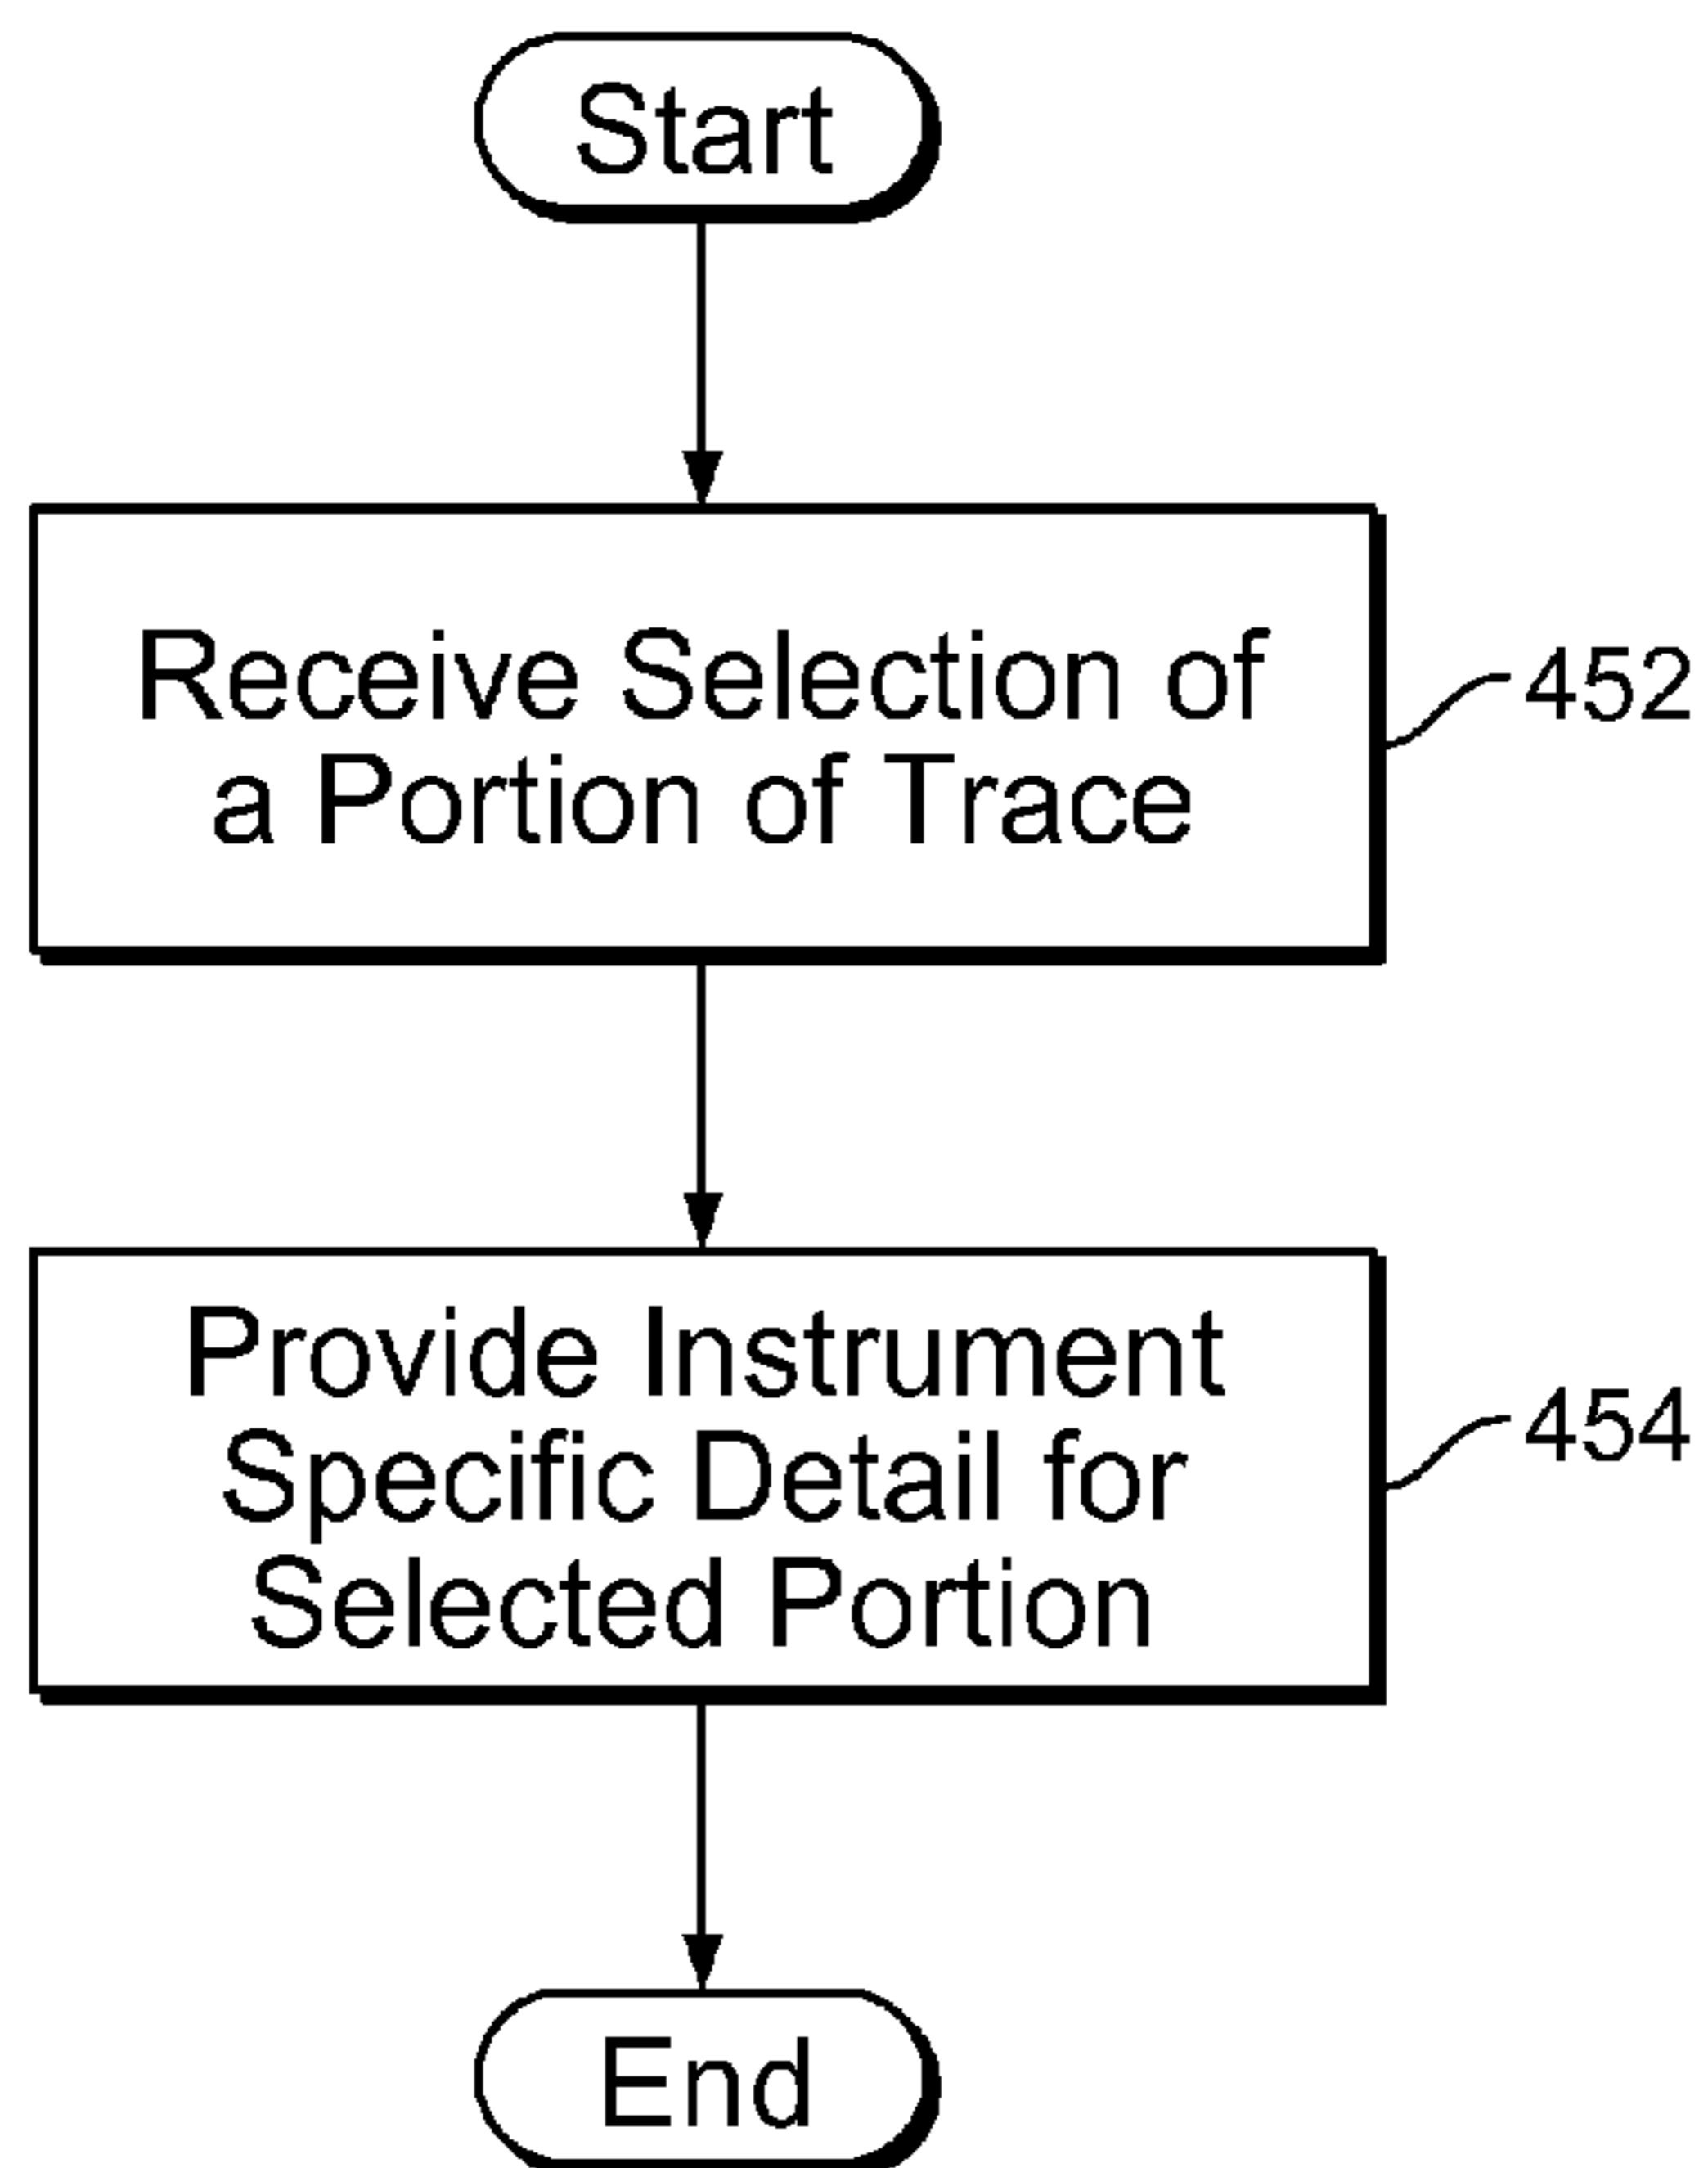 Start
Receive Selection of
a Portion of Trace
452
Provide Instrument
Specific Detail for
Selected Portion
454
End